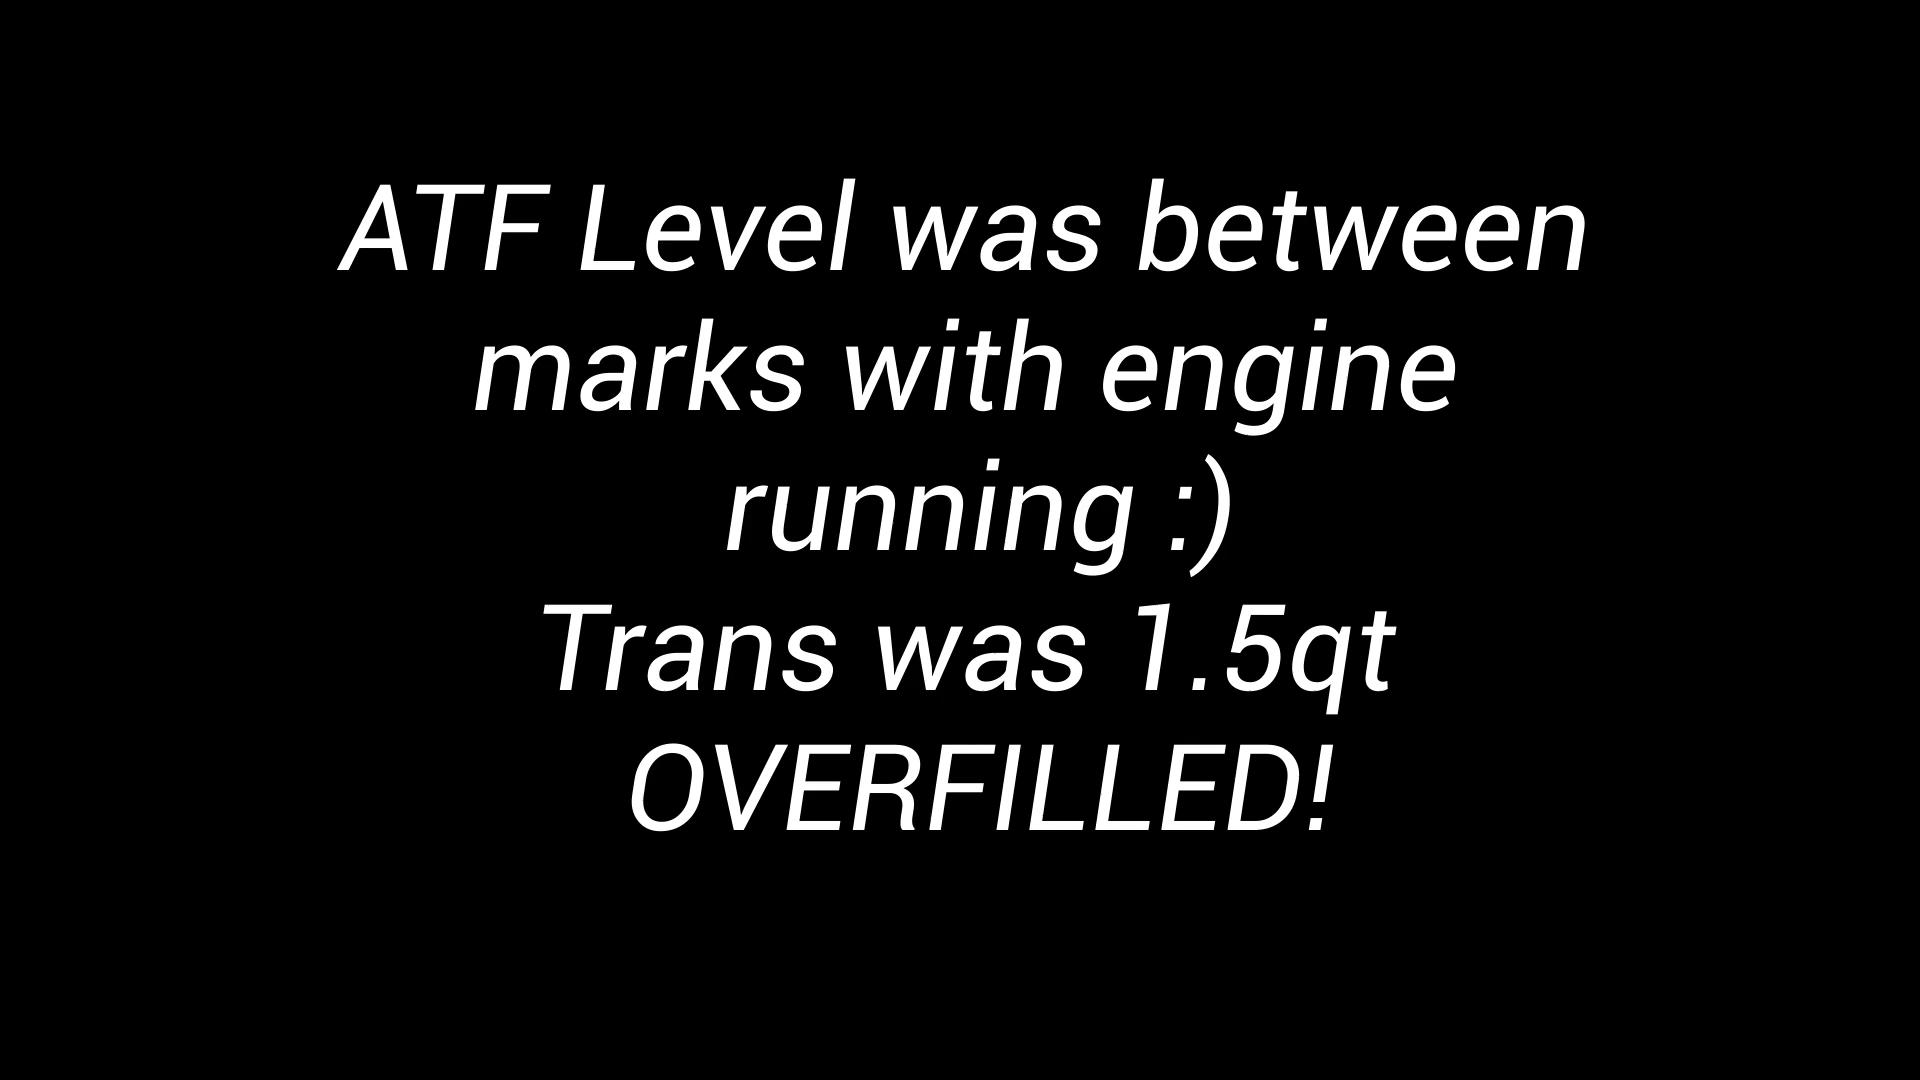 ATF Level was between
marks with engine
running :)
Trans was 1.5qt
OVERFILLED!